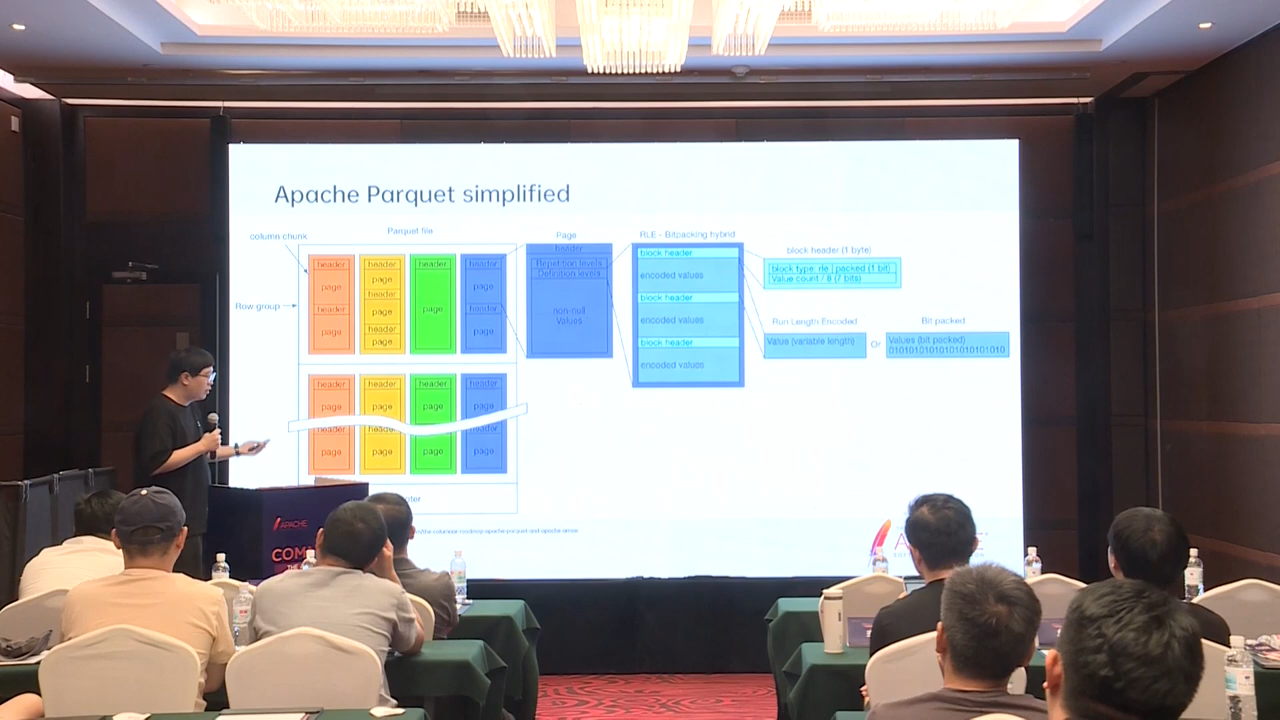 Apache Parquet simplified
column chunk
Parquet file
Row group
header
page
header
page
header
page
header
page
header
page
header
page
header
page
header
page
header
page
header
page
header
page
header
page
header
page
header
page
header
page
Page
header
Repetition levels
Definition levels
non-null
Values
RLE - Bitpacking hybrid
block header
encoded values
block header
encoded values
block header
encoded values
block header (1 byte)
block type: rle | packed (1 bit)
Value count / 8 (7 bits)
Run Length Encoded
Value (variable length)
Or
Bit packed
Values (bit packed)
010101010101010101010
APACHE
COM
THE